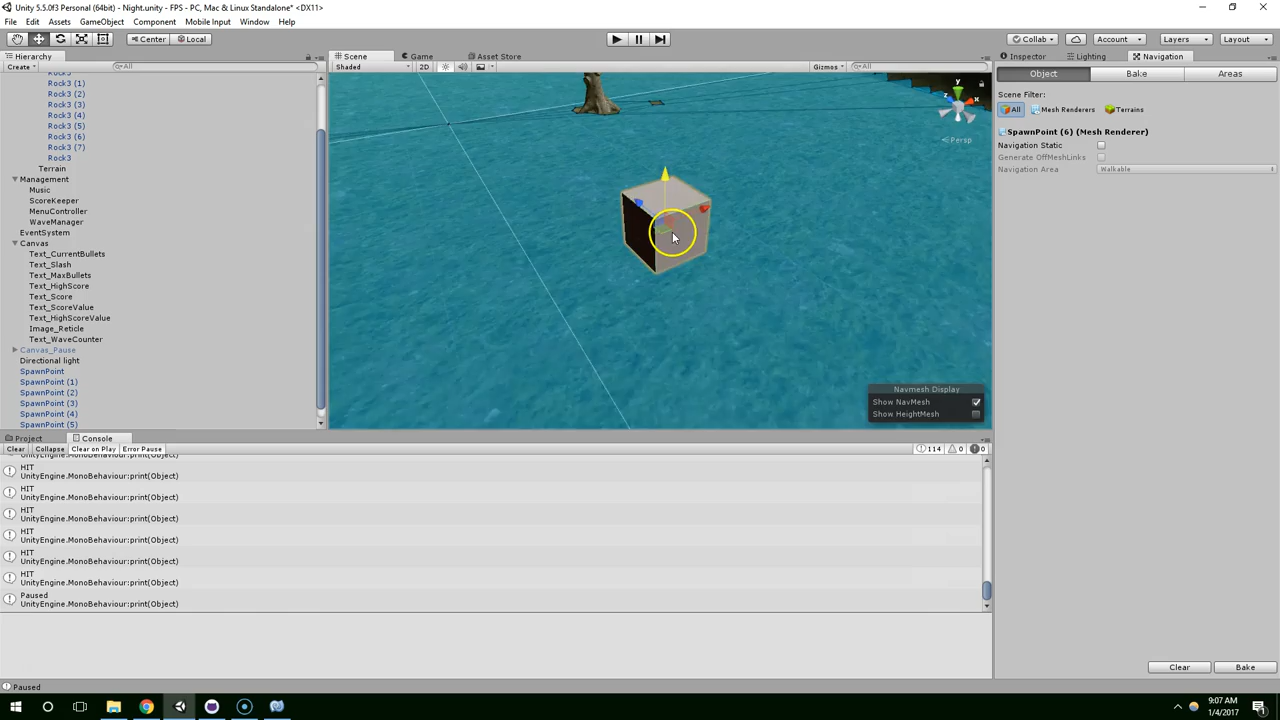 Unity 5.5.0f3 Personal (64bit) - Night.unity - FPS - PC, Mac & Linux Standalone* <DX11>
File Edit Assets GameObject Component Mobile Input Window Help
Center Local Collab Account Layers Layout
Hierarchy Scene Game Asset Store Inspector Lighting Navigation
Create All Shaded 2D Gizmos All
Object Bake Areas
Scene Filter:
All Mesh Renderers Terrains
SpawnPoint (6) (Mesh Renderer)
Navigation Static
Generate OffMeshLinks
Navigation Area Walkable
y
x
z
Persp
Rock3
Rock3 (1)
Rock3 (2)
Rock3 (3)
Rock3 (4)
Rock3 (5)
Rock3 (6)
Rock3 (7)
Rock3
Terrain
Management
Music
ScoreKeeper
MenuController
WaveManager
EventSystem
Canvas
Text_CurrentBullets
Text_Slash
Text_MaxBullets
Text_HighScore
Text_Score
Text_ScoreValue
Text_HighScoreValue
Image_Reticle
Text_WaveCounter
Canvas_Pause
Directional light
SpawnPoint
SpawnPoint (1)
SpawnPoint (2)
SpawnPoint (3)
SpawnPoint (4)
SpawnPoint (5)
Navmesh Display
Show NavMesh
Show HeightMesh
Project Console
Clear Collapse Clear on Play Error Pause 114 0 0
UnityEngine.MonoBehaviour:print(Object)
HIT
UnityEngine.MonoBehaviour:print(Object)
HIT
UnityEngine.MonoBehaviour:print(Object)
HIT
UnityEngine.MonoBehaviour:print(Object)
HIT
UnityEngine.MonoBehaviour:print(Object)
HIT
UnityEngine.MonoBehaviour:print(Object)
HIT
UnityEngine.MonoBehaviour:print(Object)
Paused
UnityEngine.MonoBehaviour:print(Object)
Clear Bake
Paused
9:07 AM
1/4/2017